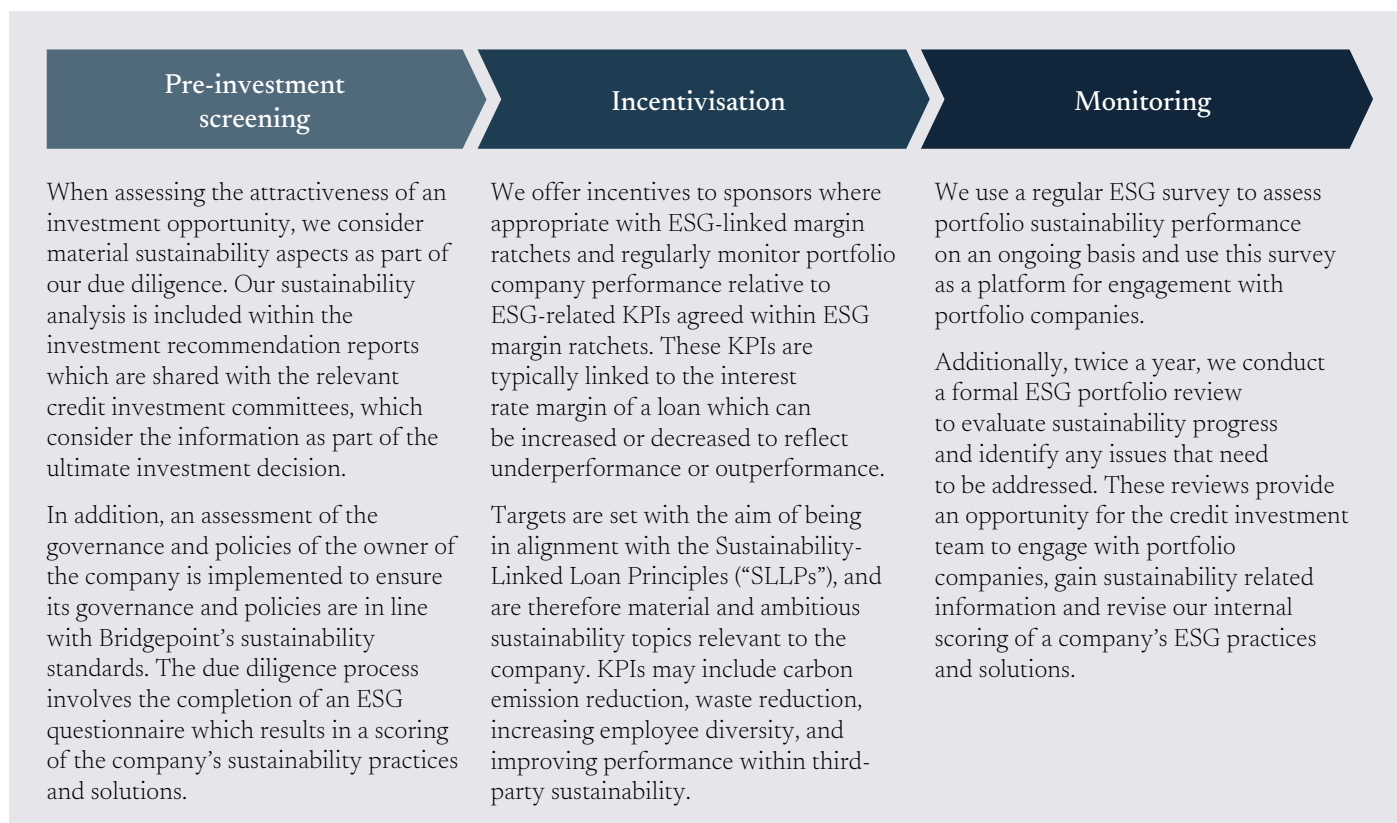 Pre-investment
screening
Incentivisation
Monitoring
When assessing the attractiveness of an
investment opportunity, we consider
material sustainability aspects as part of
our due diligence. Our sustainability
analysis is included within the
investment recommendation reports
which are shared with the relevant
credit investment committees, which
consider the information as part of the
ultimate investment decision.
In addition, an assessment of the
governance and policies of the owner of
the company is implemented to ensure
its governance and policies are in line
with Bridgepoint’s sustainability
standards. The due diligence process
involves the completion of an ESG
questionnaire which results in a scoring
of the company’s sustainability practices
and solutions.
We offer incentives to sponsors where
appropriate with ESG-linked margin
ratchets and regularly monitor portfolio
company performance relative to
ESG-related KPIs agreed within ESG
margin ratchets. These KPIs are
typically linked to the interest
rate margin of a loan which can
be increased or decreased to reflect
underperformance or outperformance.
Targets are set with the aim of being
in alignment with the Sustainability-
Linked Loan Principles (“SLLPs”), and
are therefore material and ambitious
sustainability topics relevant to the
company. KPIs may include carbon
emission reduction, waste reduction,
increasing employee diversity, and
improving performance within third-
party sustainability.
We use a regular ESG survey to assess
portfolio sustainability performance
on an ongoing basis and use this survey
as a platform for engagement with
portfolio companies.
Additionally, twice a year, we conduct
a formal ESG portfolio review
to evaluate sustainability progress
and identify any issues that need
to be addressed. These reviews provide
an opportunity for the credit investment
team to engage with portfolio
companies, gain sustainability related
information and revise our internal
scoring of a company’s ESG practices
and solutions.